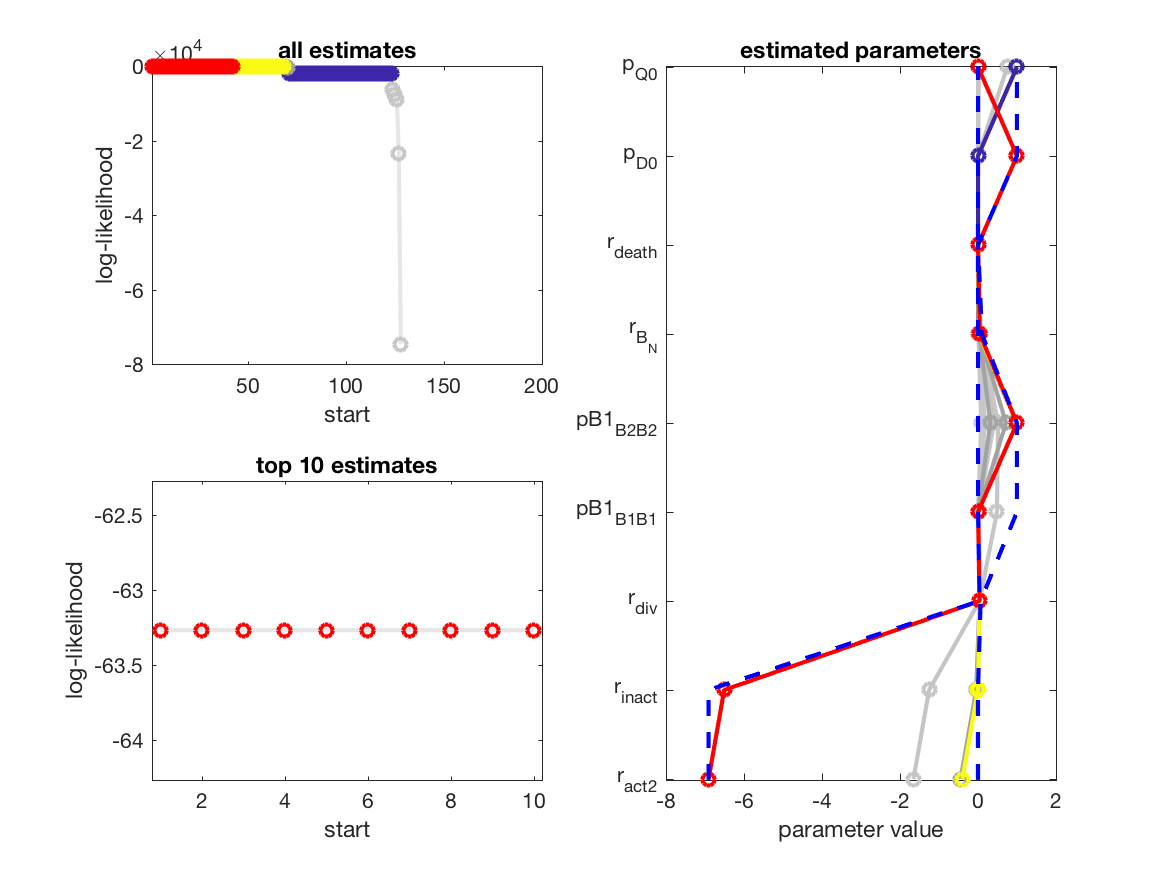 all estimates
×10^4
0
-2
-4
-6
-8
50
100
150
200
start
log-likelihood
top 10 estimates
-62.5
-63
-63.5
-64
2
4
6
8
10
start
log-likelihood
estimated parameters
p_Q0
p_D0
r_death
r_B_N
pB1_B2B2
pB1_B1B1
r_div
r_inact
r_act2
-8
-6
-4
-2
0
2
parameter value